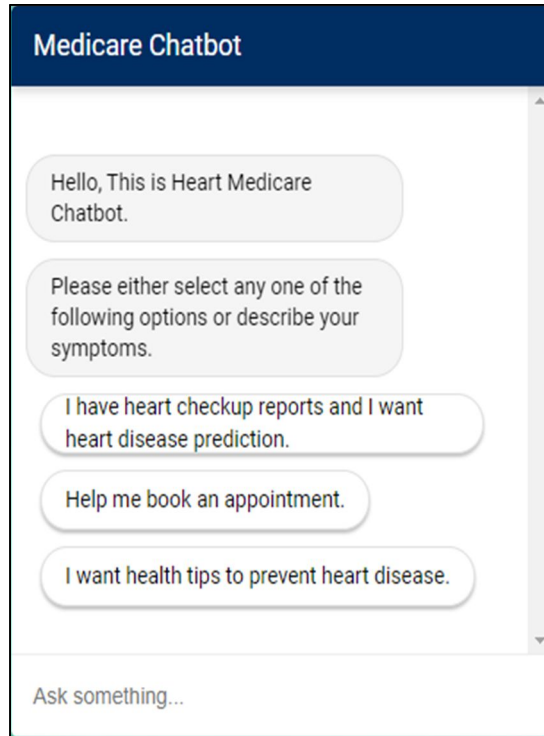 Medicare Chatbot
Hello, This is Heart Medicare
Chatbot.
Please either select any one of the
following options or describe your
symptoms.
I have heart checkup reports and I want
heart disease prediction.
Help me book an appointment.
I want health tips to prevent heart disease.
Ask something...